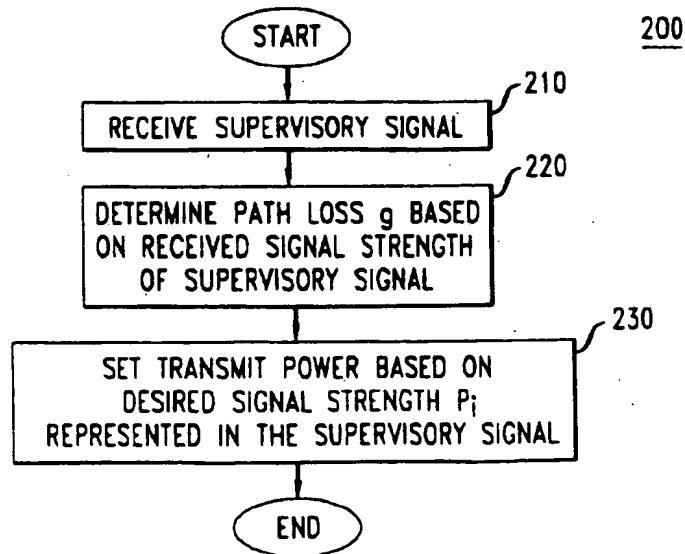 START
200
210
RECEIVE SUPERVISORY SIGNAL
220
DETERMINE PATH LOSS g BASED
ON RECEIVED SIGNAL STRENGTH
OF SUPERVISORY SIGNAL
230
SET TRANSMIT POWER BASED ON
DESIRED SIGNAL STRENGTH Pi
REPRESENTED IN THE SUPERVISORY SIGNAL
END